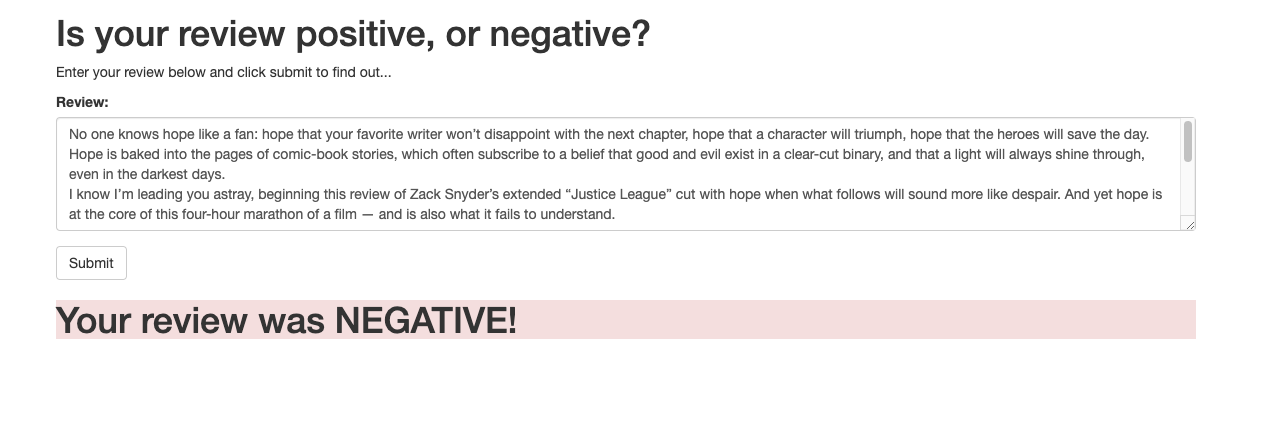 Is your review positive, or negative?
Enter your review below and click submit to find out...
Review:
No one knows hope like a fan: hope that your favorite writer won’t disappoint with the next chapter, hope that a character will triumph, hope that the heroes will save the day.
Hope is baked into the pages of comic-book stories, which often subscribe to a belief that good and evil exist in a clear-cut binary, and that a light will always shine through,
even in the darkest days.
I know I’m leading you astray, beginning this review of Zack Snyder’s extended “Justice League” cut with hope when what follows will sound more like despair. And yet hope is
at the core of this four-hour marathon of a film — and is also what it fails to understand.
Submit
Your review was NEGATIVE!